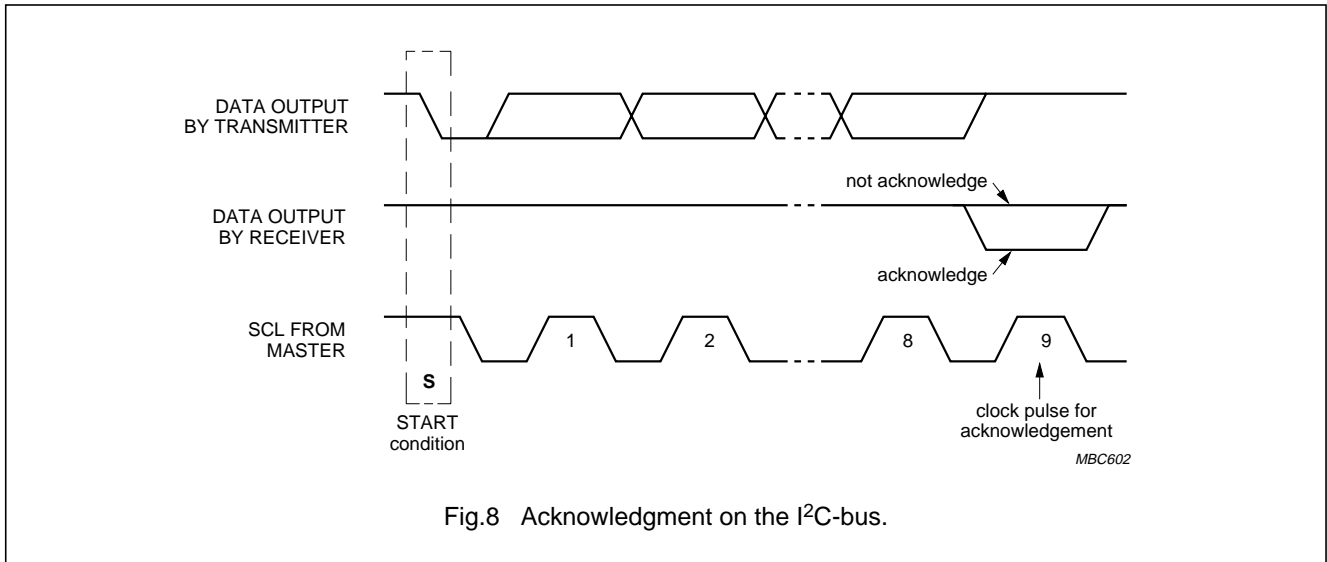 DATA OUTPUT
BY TRANSMITTER
not acknowledge
DATA OUTPUT
BY RECEIVER
acknowledge
SCL FROM
MASTER
1
2
8
9
S
START
condition
clock pulse for
acknowledgement
MBC602
Fig.8 Acknowledgment on the I²C-bus.